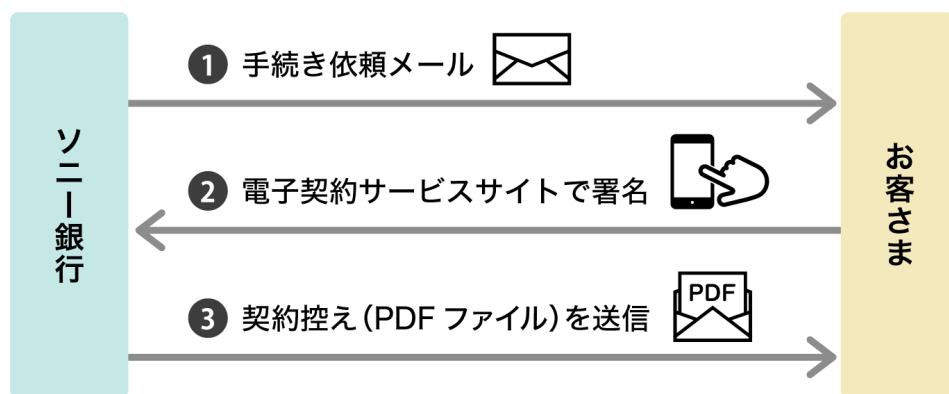 ソニー銀行
❶ 手続き依頼メール
❷ 電子契約サービスサイトで署名
❸ 契約控え(PDF ファイル)を送信
PDF
お客さま